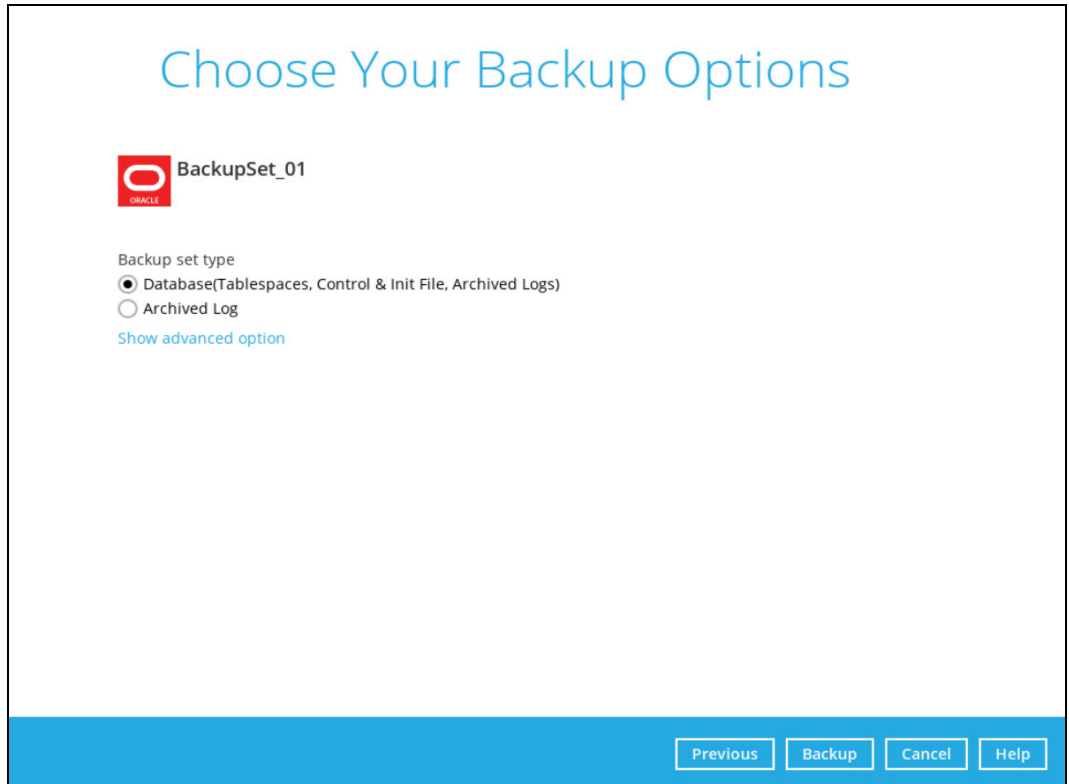 Choose Your Backup Options
BackupSet_01
ORACLE
Backup set type
Database(Tablespaces, Control & Init File, Archived Logs)
Archived Log
Show advanced option
Previous Backup Cancel Help